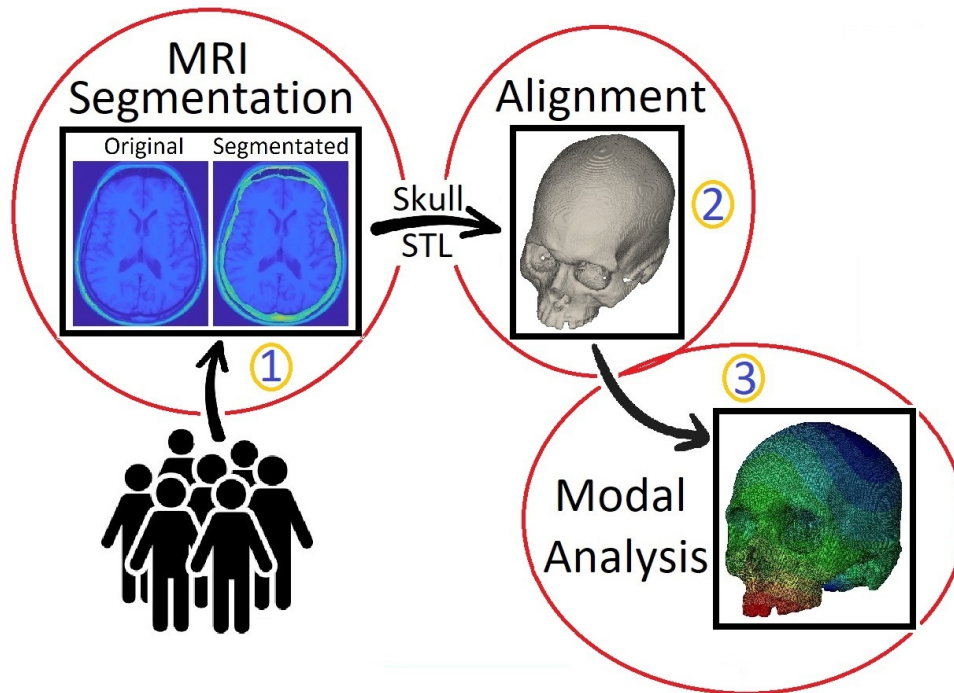 MRI
Segmentation
Original Segmentated
1
Skull
STL
Alignment
2
3
Modal
Analysis